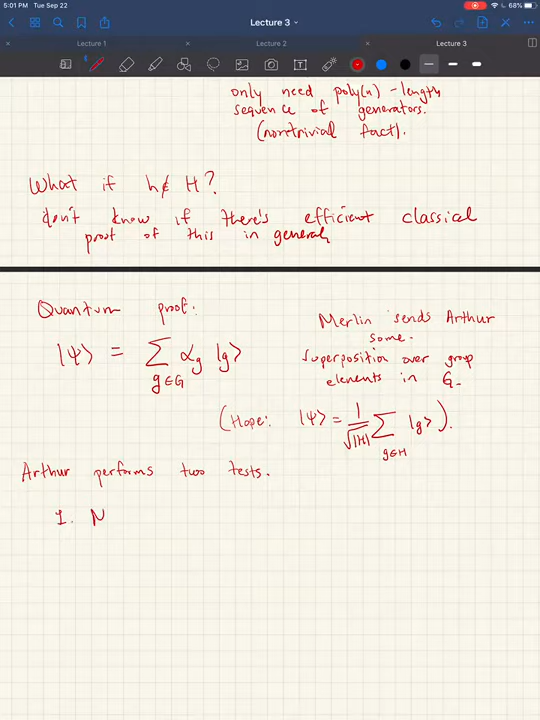 5:01 PM Tue Sep 22
68%
Lecture 3
Lecture 1
Lecture 2
Lecture 3
only need poly(n) - length
sequence of generators.
(nontrivial fact).
What if h∉ H?
don't know if there's efficient classical
proof of this in general
Quantum proof:
|Ψ⟩ = ∑_{g∈G} α_g |g⟩
Merlin sends Arthur
some
superposition over group
elements in G.
(Hope: |Ψ⟩ = 1/√|H| ∑_{g∈H} |g⟩).
Arthur performs two tests.
1. N